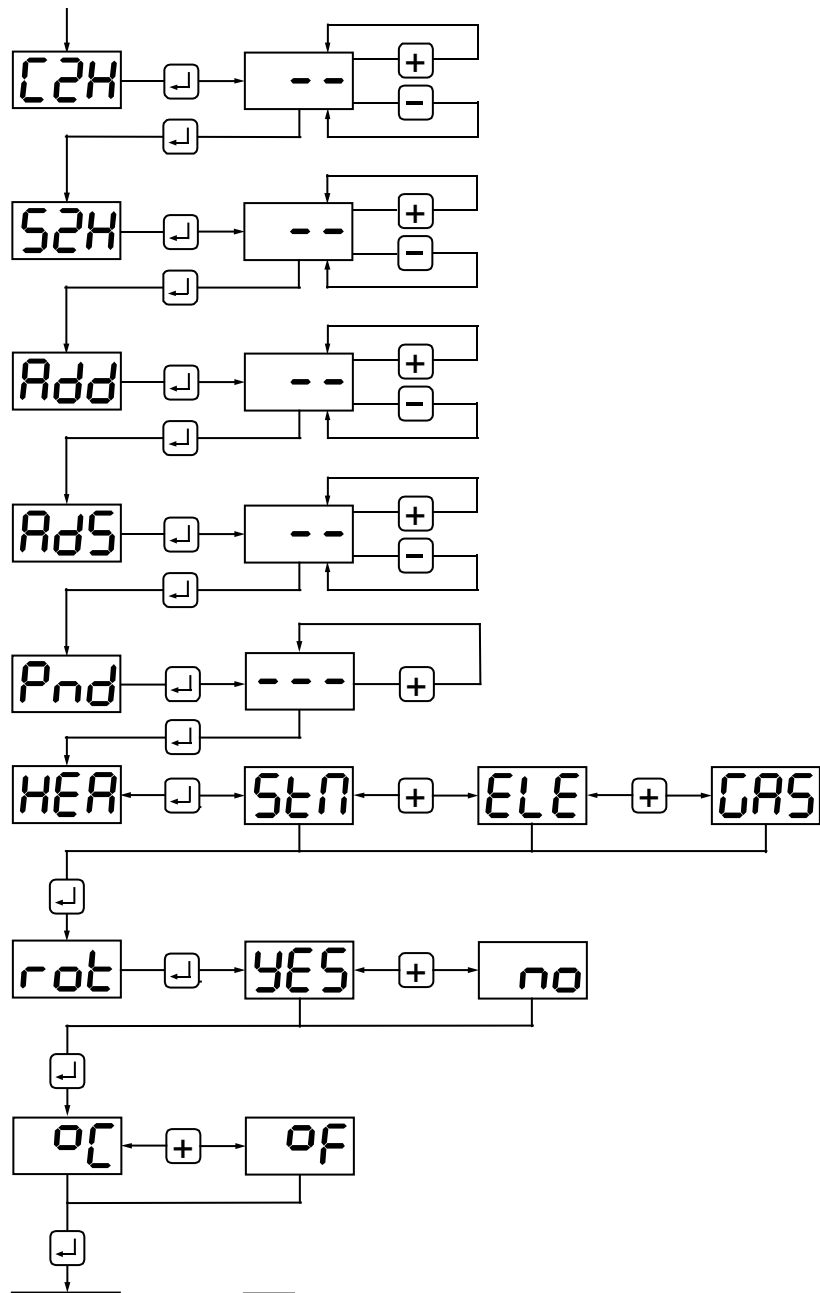 C2H ↵ -- + -
↵
S2H ↵ -- + -
↵
Add ↵ -- + -
↵
AdS ↵ -- + -
↵
Pnd ↵ --- +
↵
HEA ↵ StM + ELE + GAS
↵
rot ↵ YES + no
↵
°C + °F
↵